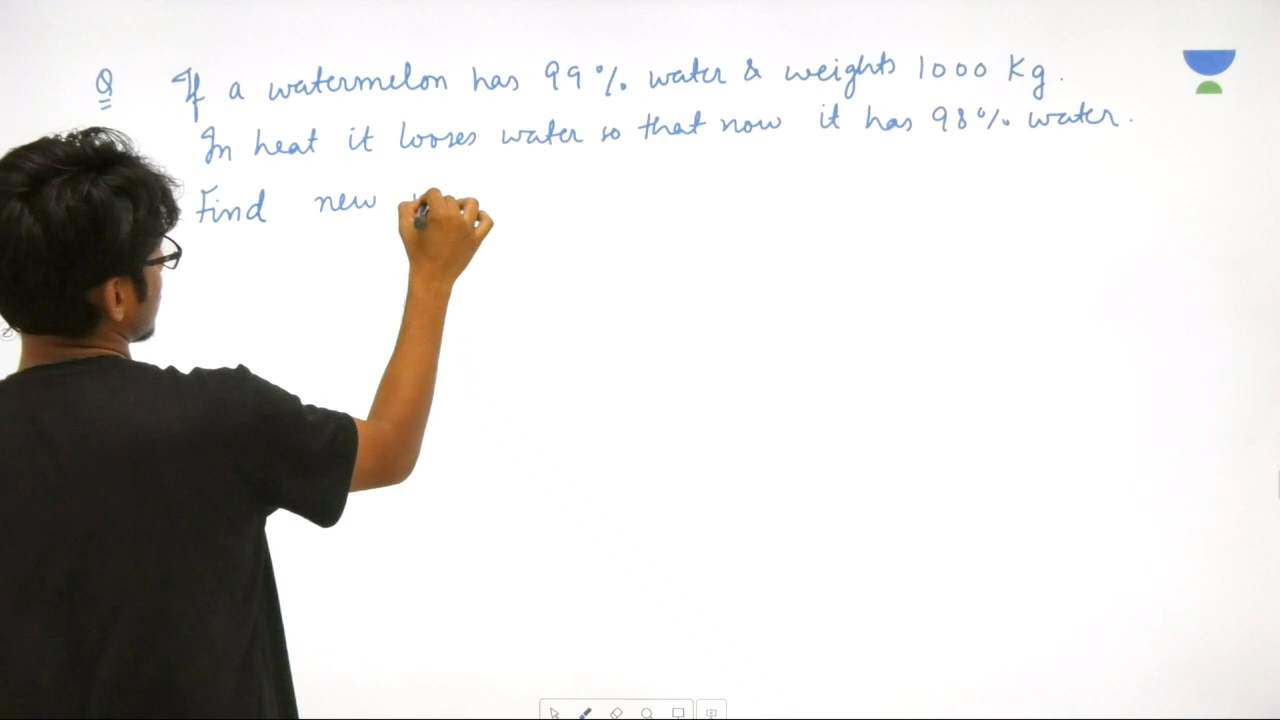 Q If a watermelon has 99% water & weights 1000 Kg.
In heat it looses water so that now it has 98% water.
Find new